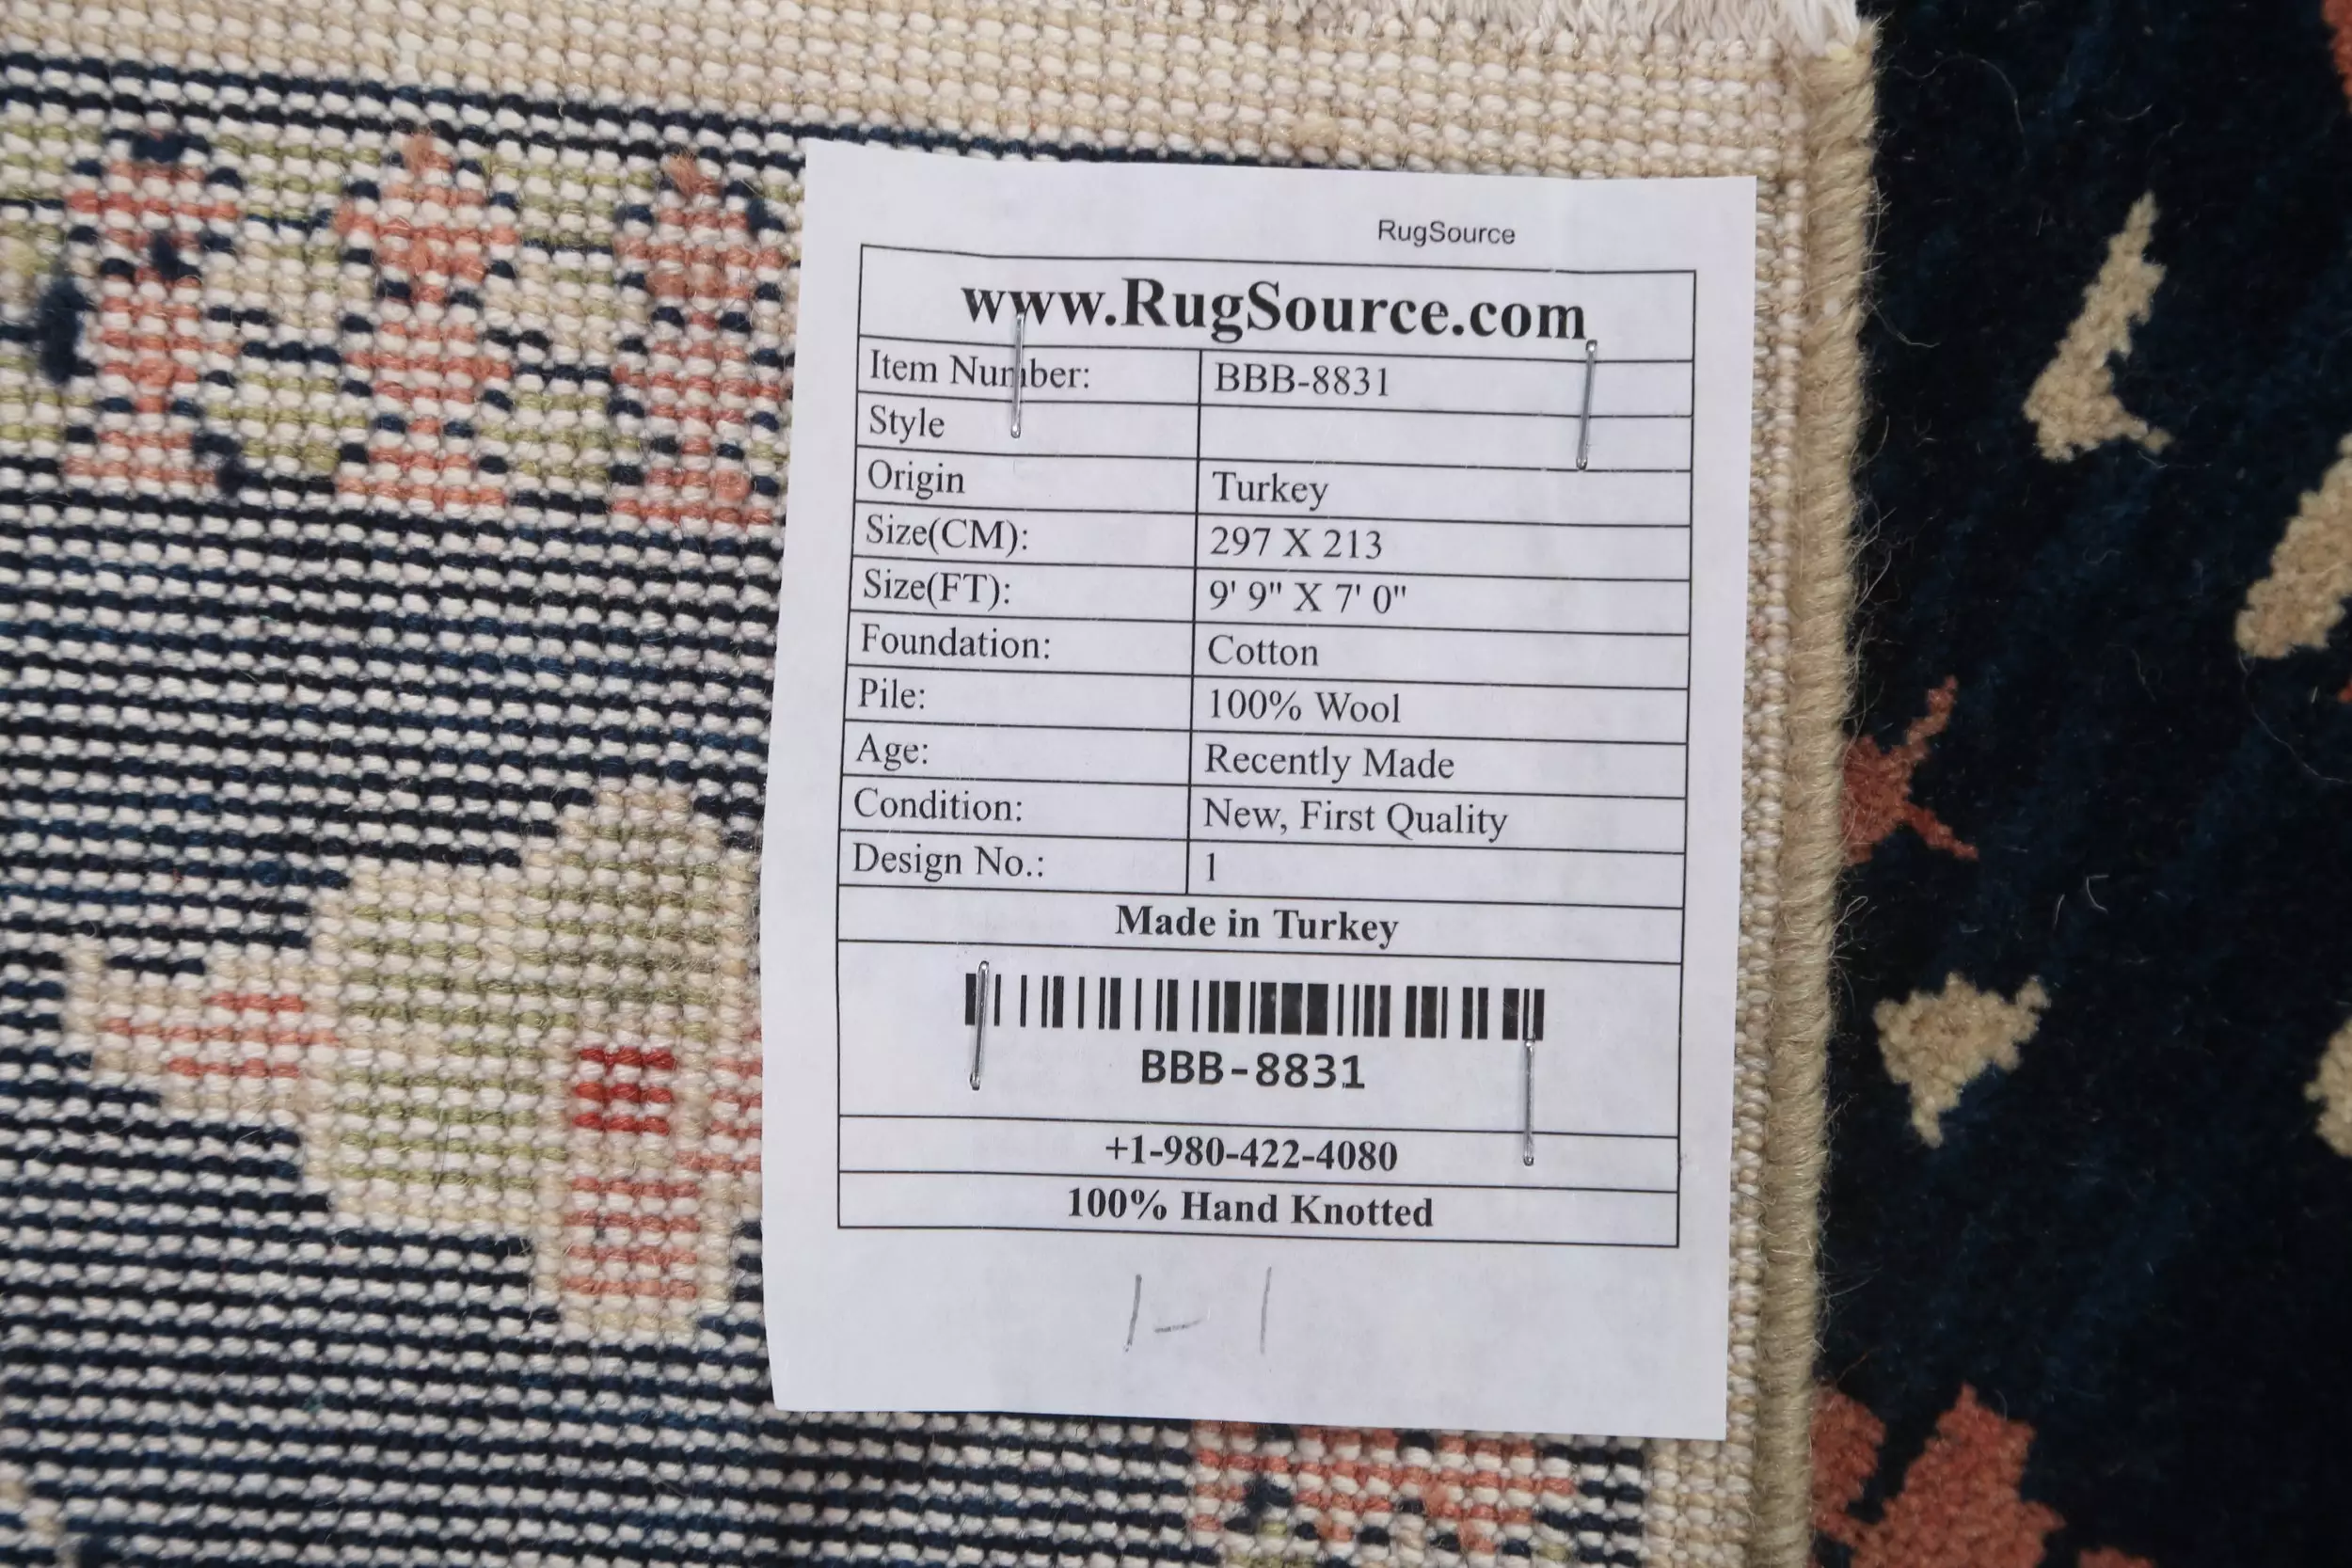 RugSource
www.RugSource.com
Item Number: BBB-8831
Style
Origin Turkey
Size(CM): 297 X 213
Size(FT): 9' 9" X 7' 0"
Foundation: Cotton
Pile: 100% Wool
Age: Recently Made
Condition: New, First Quality
Design No.: 1
Made in Turkey
BBB-8831
+1-980-422-4080
100% Hand Knotted
1-1